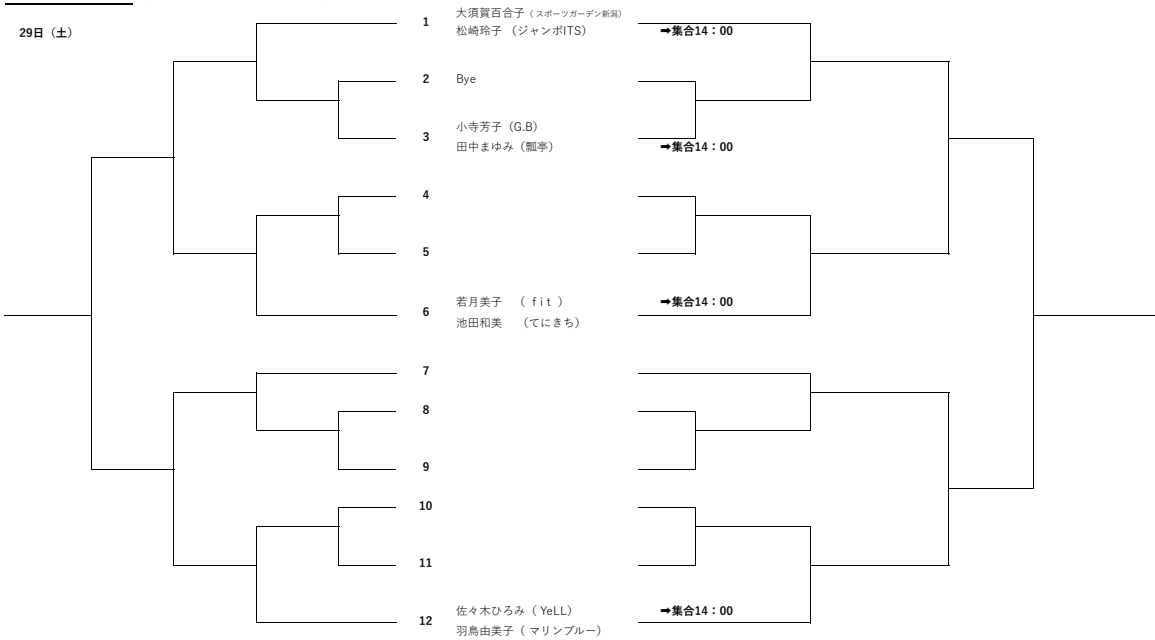 29日（土）
1 大須賀百合子（ スポーツガーデン新潟） 
松崎玲子 （ジャンボITS） ➡集合14：00
2 Bye
小寺芳子（G.B）
3
田中まゆみ（瓢亭） ➡集合14：00
4
5
若月美子 （ ｆｉｔ ） ➡集合14：00
6
池田和美 （てにきち）
7
8
9
10
11
佐々木ひろみ（ YeLL） ➡集合14：00
12
羽鳥由美子（ マリンブルー）